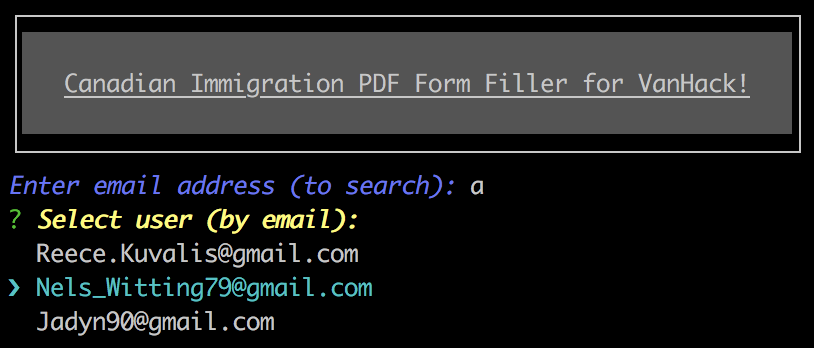 Canadian Immigration PDF Form Filler for VanHack!
Enter email address (to search): a
? Select user (by email):
Reece.Kuvalis@gmail.com
❯ Nels_Witting79@gmail.com
Jadyn90@gmail.com